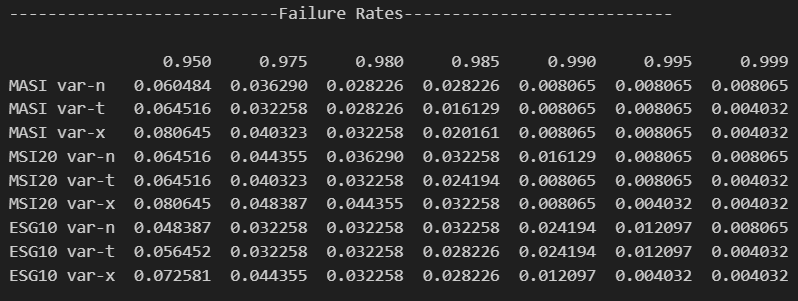 ----------------------------Failure Rates----------------------------
0.950 0.975 0.980 0.985 0.990 0.995 0.999
MASI var-n 0.060484 0.036290 0.028226 0.028226 0.008065 0.008065 0.008065
MASI var-t 0.064516 0.032258 0.028226 0.016129 0.008065 0.008065 0.004032
MASI var-x 0.080645 0.040323 0.032258 0.020161 0.008065 0.008065 0.004032
MSI20 var-n 0.064516 0.044355 0.036290 0.032258 0.016129 0.008065 0.008065
MSI20 var-t 0.064516 0.040323 0.032258 0.024194 0.008065 0.008065 0.004032
MSI20 var-x 0.080645 0.048387 0.044355 0.032258 0.008065 0.004032 0.004032
ESG10 var-n 0.048387 0.032258 0.032258 0.032258 0.024194 0.012097 0.008065
ESG10 var-t 0.056452 0.032258 0.032258 0.028226 0.024194 0.012097 0.004032
ESG10 var-x 0.072581 0.044355 0.032258 0.028226 0.012097 0.004032 0.004032